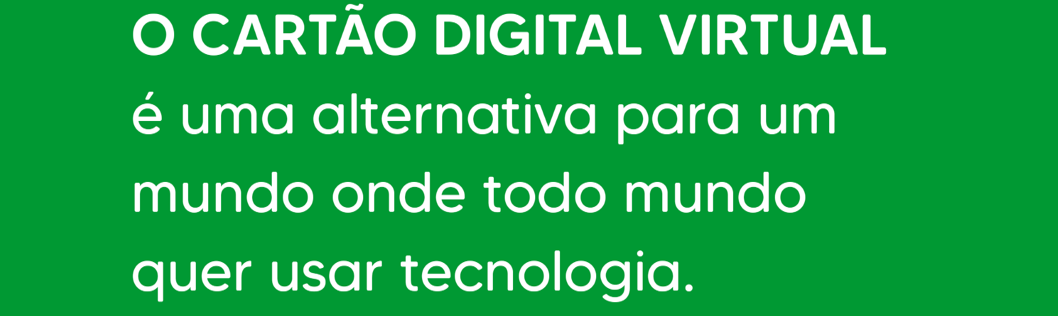 O CARTÃO DIGITAL VIRTUAL
é uma alternativa para um
mundo onde todo mundo
quer usar tecnologia.